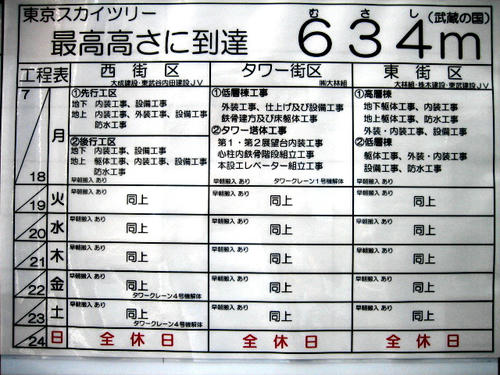 東京スカイツリー
最高高さに到達 634m
む さ し
(武蔵の国)
工程表 西街区 タワー街区 東街区
大成建設・東武谷内田建設JV
㈱大林組
大林組・株木建設・東武建設JV
7
18
月
①先行工区
地下 内装工事、設備工事
地上 内装工事、外装工事、設備工事
防水工事
②後行工区
地下 内装工事、設備工事
地上 躯体工事、内装工事、設備工事
防水工事
早朝搬入 あり
①低層棟工事
外装工事、仕上げ及び設備工事
鉄骨建方及び床躯体工事
②タワー塔体工事
第1・第2展望台内装工事
心柱内鉄骨階段組立工事
本設エレベーター組立工事
早朝搬入 あり タワークレーン1号機解体
①高層棟
地下躯体工事、内装工事
地上躯体工事、防水工事
外装・内装工事、設備工事
②低層棟
躯体工事、外装・内装工事
設備工事、防水工事
早朝搬入 あり
/19 火 早朝搬入 あり 同上 早朝搬入 あり 同上 早朝搬入 あり 同上
/20 水 早朝搬入 あり 同上 早朝搬入 あり 同上 早朝搬入 あり 同上
/21 木 早朝搬入 あり 同上 早朝搬入 あり 同上 早朝搬入 あり 同上
/22 金 早朝搬入 あり 同上 早朝搬入 あり 同上 早朝搬入 あり 同上
タワークレーン4号機解体
/23 土 早朝搬入 あり 同上 早朝搬入 あり 同上 早朝搬入 あり 同上
タワークレーン4号機解体
/24 日 全休日 全休日 全休日